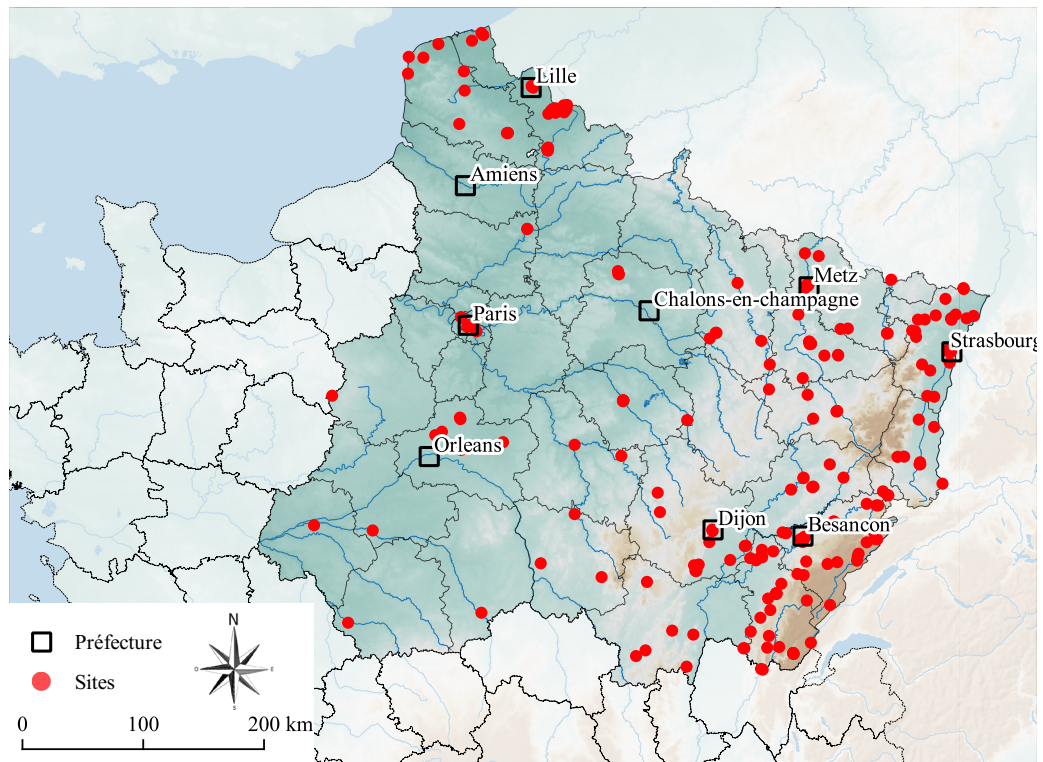 Lille
Amiens
Metz
Chalons-en-champagne
Paris
Strasbourg
Orleans
Dijon
Besancon
N
O
E
S
Préfecture
Sites
0 100 200 km